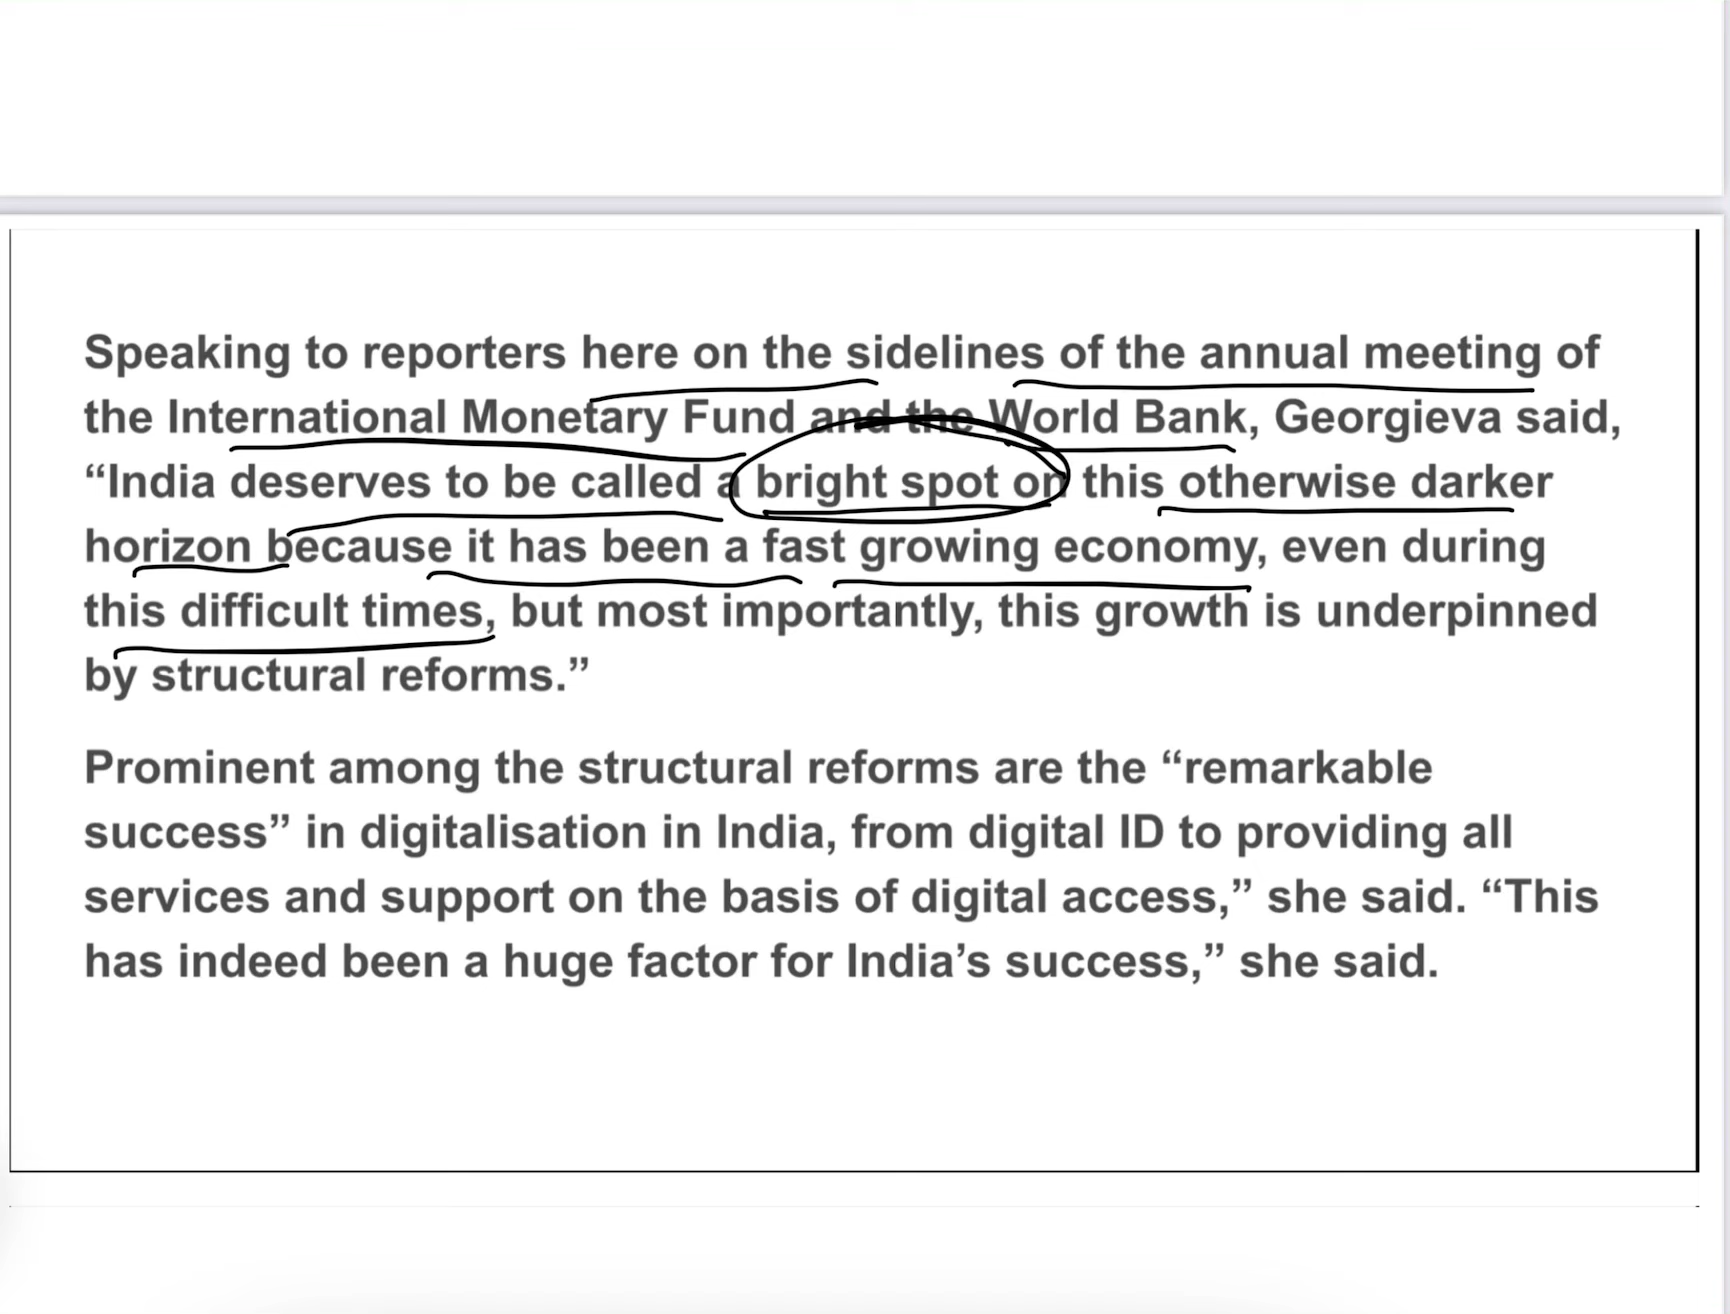 Speaking to reporters here on the sidelines of the annual meeting of
the International Monetary Fund and the World Bank, Georgieva said,
“India deserves to be called a bright spot on this otherwise darker
horizon because it has been a fast growing economy, even during
this difficult times, but most importantly, this growth is underpinned
by structural reforms.”
Prominent among the structural reforms are the “remarkable
success” in digitalisation in India, from digital ID to providing all
services and support on the basis of digital access,” she said. “This
has indeed been a huge factor for India’s success,” she said.